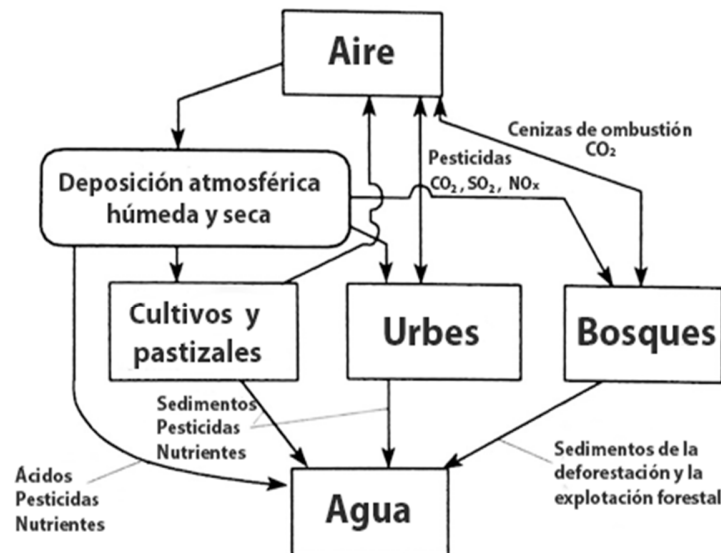 Aire
Cenizas de ombustión
CO₂
Pesticidas
CO₂, SO₂, NOₓ
Deposición atmosférica
húmeda y seca
Cultivos y
pastizales
Urbes
Bosques
Sedimentos
Pesticidas
Nutrientes
Sedimentos de la
deforestación y la
explotación forestal
Acidos
Pesticidas
Nutrientes
Agua